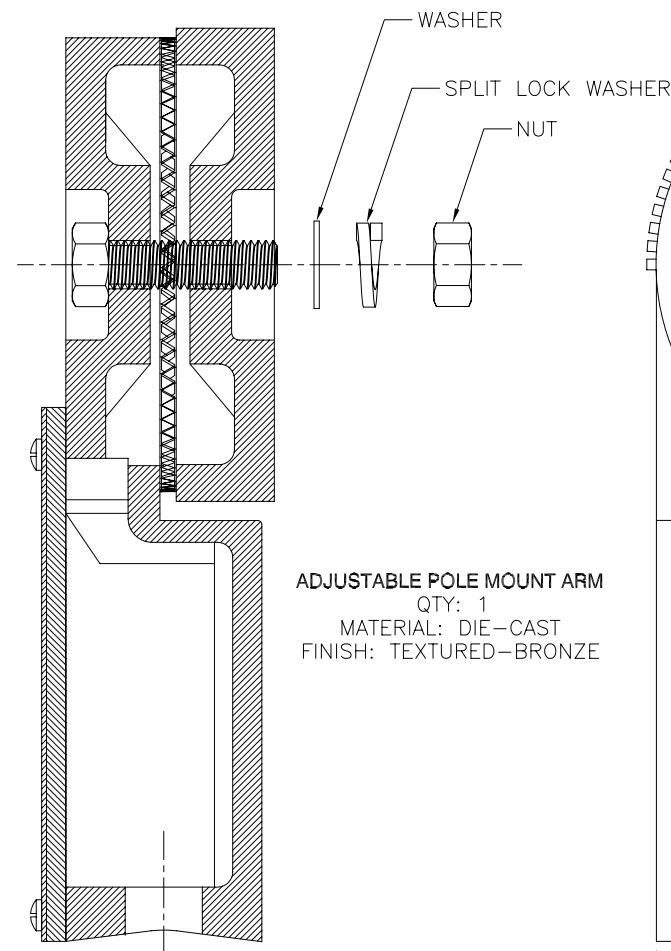 WASHER
SPLIT LOCK WASHER
NUT
ADJUSTABLE POLE MOUNT ARM
QTY: 1
MATERIAL: DIE-CAST
FINISH: TEXTURED-BRONZE